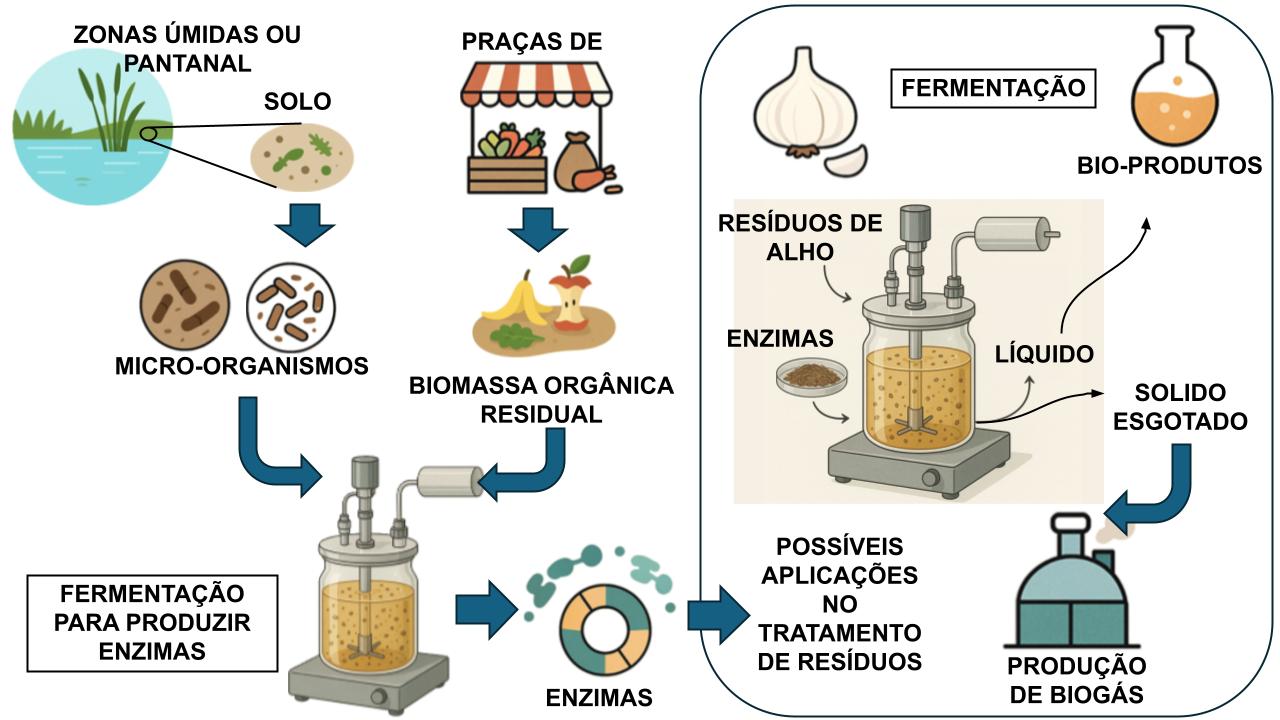 ZONAS ÚMIDAS OU
PANTANAL
SOLO
MICRO-ORGANISMOS
PRAÇAS DE
BIOMASSA ORGÂNICA
RESIDUAL
FERMENTAÇÃO
PARA PRODUZIR
ENZIMAS
ENZIMAS
FERMENTAÇÃO
BIO-PRODUTOS
RESÍDUOS DE
ALHO
ENZIMAS
LÍQUIDO
SOLIDO
ESGOTADO
POSSÍVEIS
APLICAÇÕES
NO
TRATAMENTO
DE RESÍDUOS
PRODUÇÃO
DE BIOGÁS